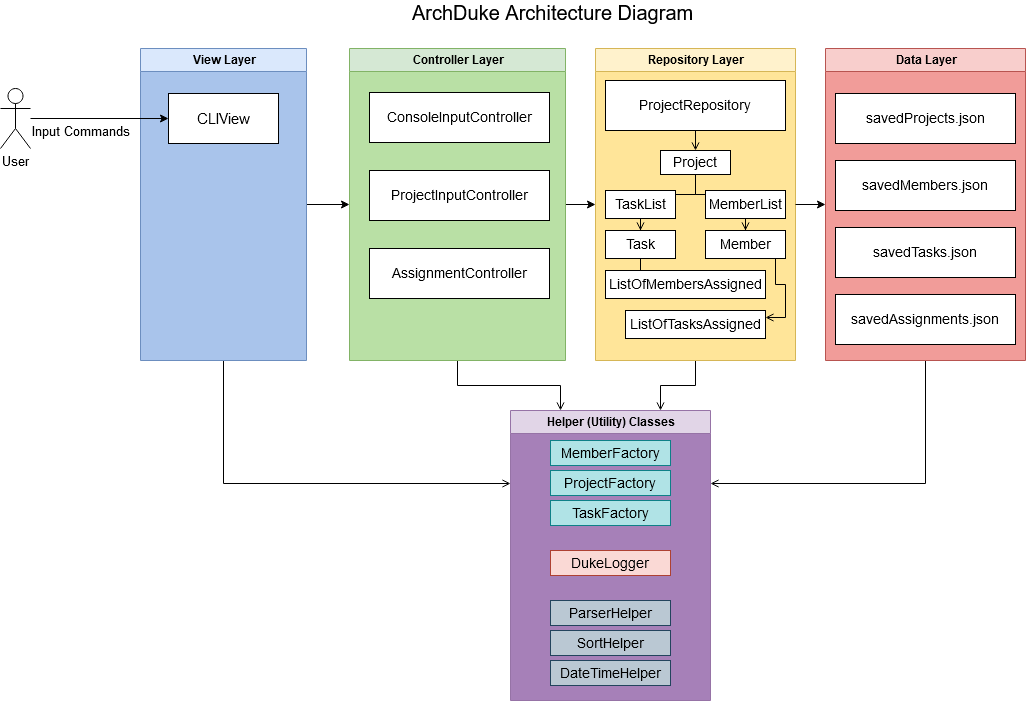 ArchDuke Architecture Diagram
View Layer
Controller Layer
Repository Layer
Data Layer
User
Input Commands
CLIView
ConsoleInputController
ProjectInputController
AssignmentController
ProjectRepository
Project
TaskList
MemberList
Task
Member
ListOfMembersAssigned
ListOfTasksAssigned
savedProjects.json
savedMembers.json
savedTasks.json
savedAssignments.json
Helper (Utility) Classes
MemberFactory
ProjectFactory
TaskFactory
DukeLogger
ParserHelper
SortHelper
DateTimeHelper